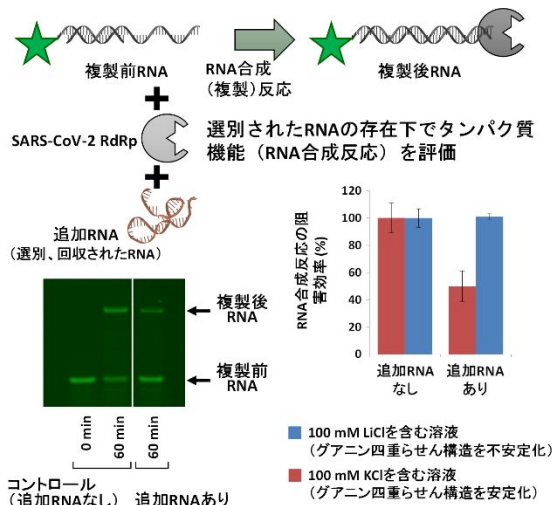 複製前RNA
RNA合成
(複製)反応
複製後RNA
SARS-CoV-2 RdRp
選別されたRNAの存在下でタンパク質
機能（RNA合成反応）を評価
追加RNA
(選別、回収されたRNA)
複製後
RNA
複製前
RNA
0 min
60 min
60 min
コントロール
(追加RNAなし)
追加RNAあり
RNA合成反応の阻
害効率(%)
120
100
80
60
40
20
0
追加RNA
なし
追加RNA
あり
100 mM LiClを含む溶液
（グアニン四重らせん構造を不安定化）
100 mM KClを含む溶液
（グアニン四重らせん構造を安定化）